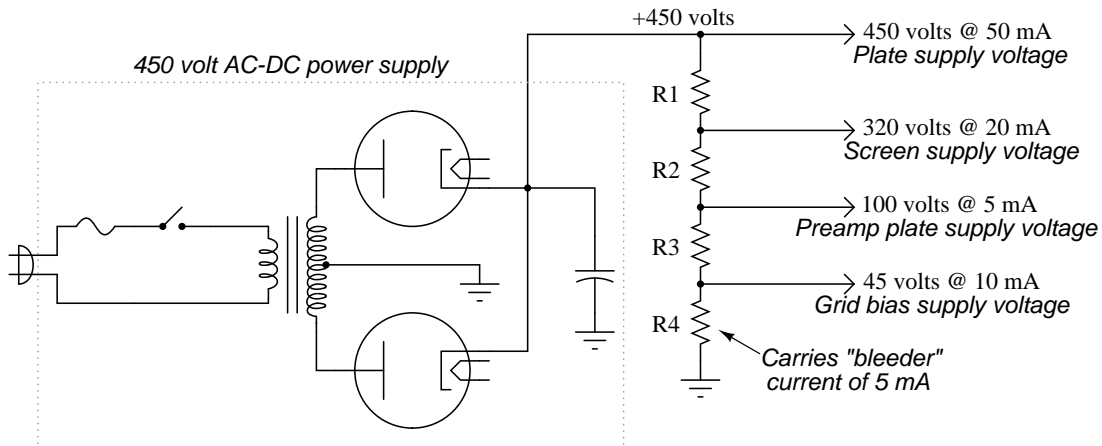 +450 volts
450 volts @ 50 mA
Plate supply voltage
450 volt AC-DC power supply
R1
320 volts @ 20 mA
Screen supply voltage
R2
100 volts @ 5 mA
Preamp plate supply voltage
R3
45 volts @ 10 mA
Grid bias supply voltage
R4
Carries "bleeder"
current of 5 mA